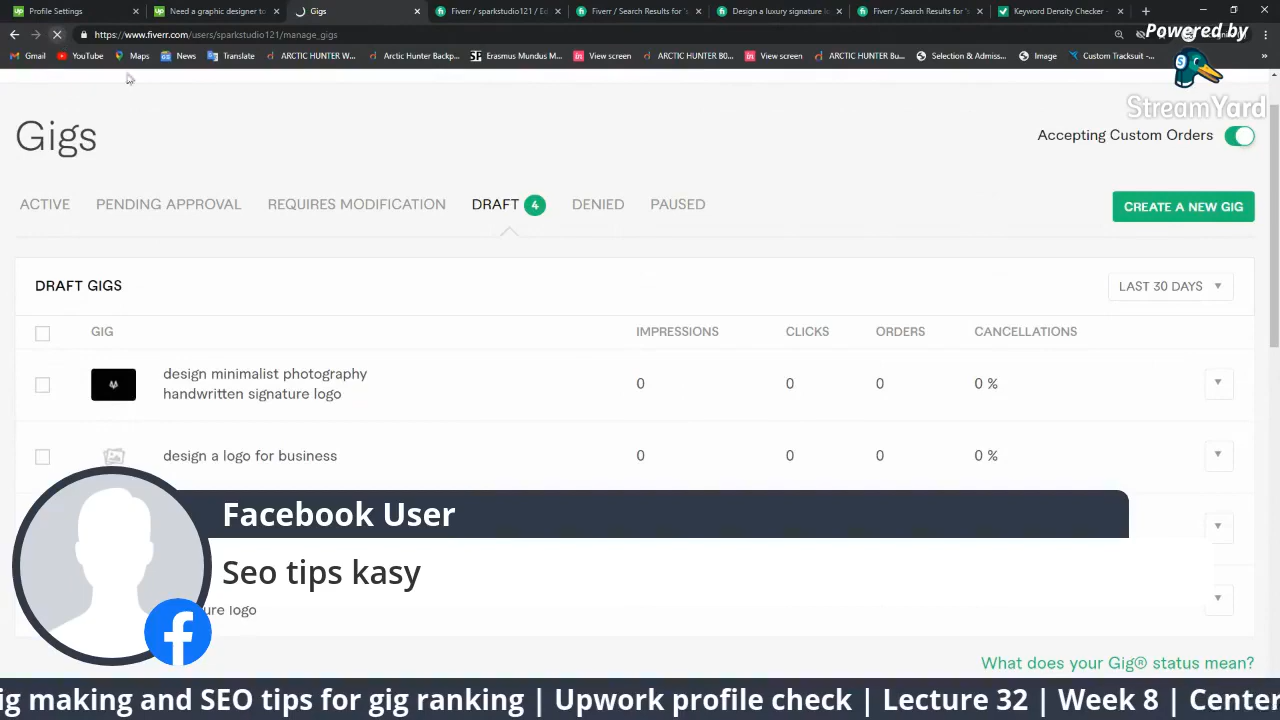 Profile Settings
Need a graphic designer to
Gigs
Fiverr / sparkstudio121 / Ed
Fiverr / Search Results for '
Design a luxury signature lo
Fiverr / Search Results for 's
Keyword Density Checker -
https://www.fiverr.com/users/sparkstudio121/manage_gigs
Powered by
Gmail
YouTube
Maps
News
Translate
ARCTIC HUNTER W...
Arctic Hunter Backp...
Erasmus Mundus M...
View screen
ARCTIC HUNTER B0...
View screen
ARCTIC HUNTER Bu...
Selection & Admiss...
Image
Custom Tracksuit -...
StreamYard
Gigs
Accepting Custom Orders
ACTIVE
PENDING APPROVAL
REQUIRES MODIFICATION
DRAFT 4
DENIED
PAUSED
CREATE A NEW GIG
DRAFT GIGS
LAST 30 DAYS
GIG
IMPRESSIONS
CLICKS
ORDERS
CANCELLATIONS
design minimalist photography
handwritten signature logo
0
0
0
0 %
design a logo for business
0
0
0
0 %
Facebook User
Seo tips kasy
ure logo
What does your Gig® status mean?
ig making and SEO tips for gig ranking | Upwork profile check | Lecture 32 | Week 8 | Center